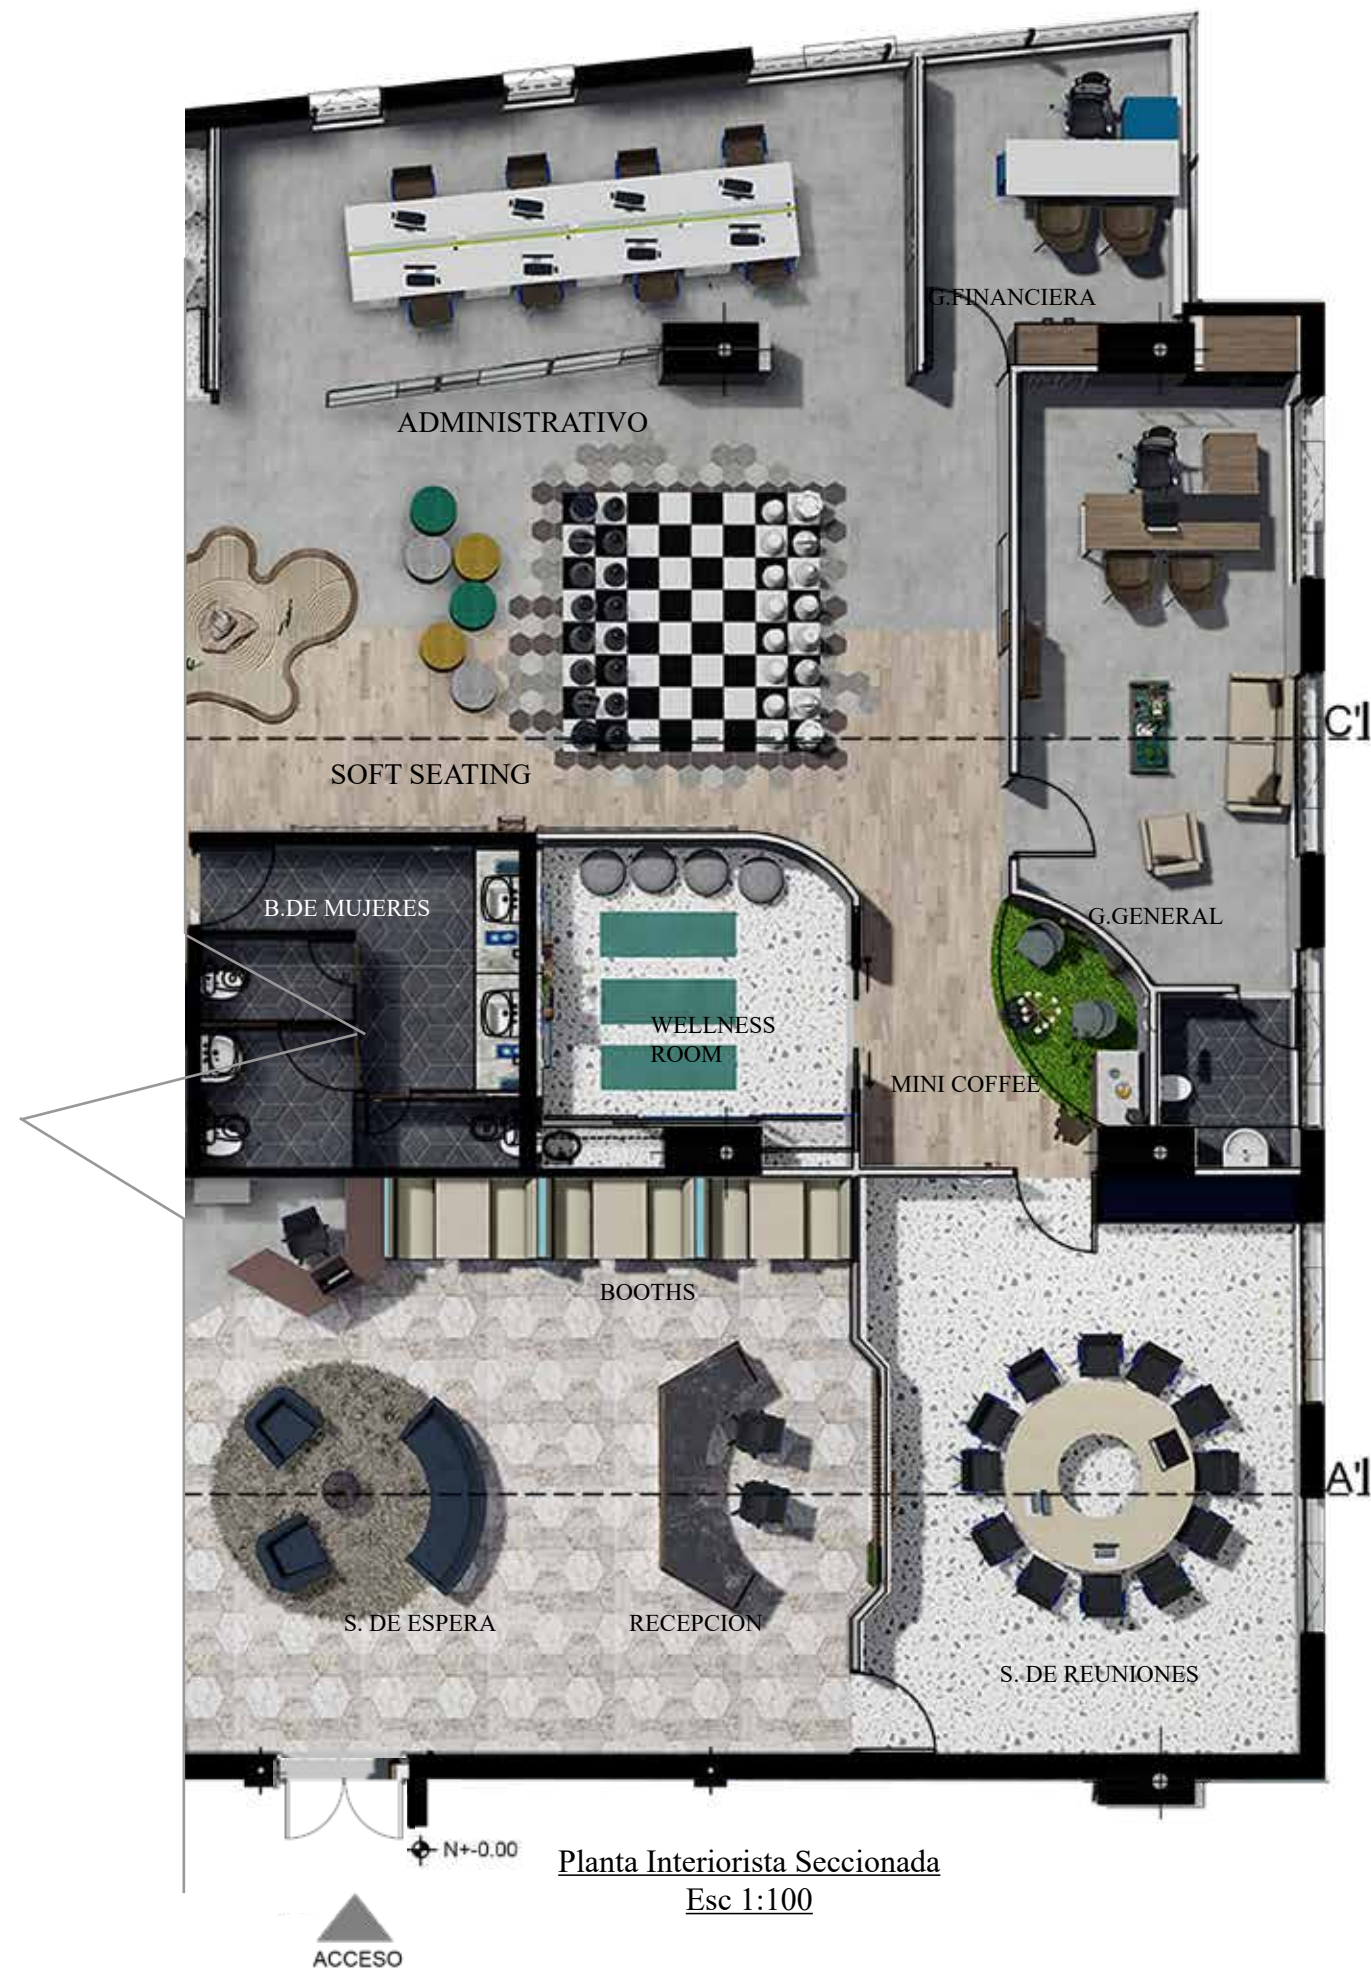 G.FINANCIERA
ADMINISTRATIVO
C'
SOFT SEATING
B.DE MUJERES
G.GENERAL
WELLNESS
ROOM
MINI COFFEE
BOOTHS
A'
S. DE ESPERA
RECEPCION
S. DE REUNIONES
N+-0.00
Planta Interiorista Seccionada
Esc 1:100
ACCESO